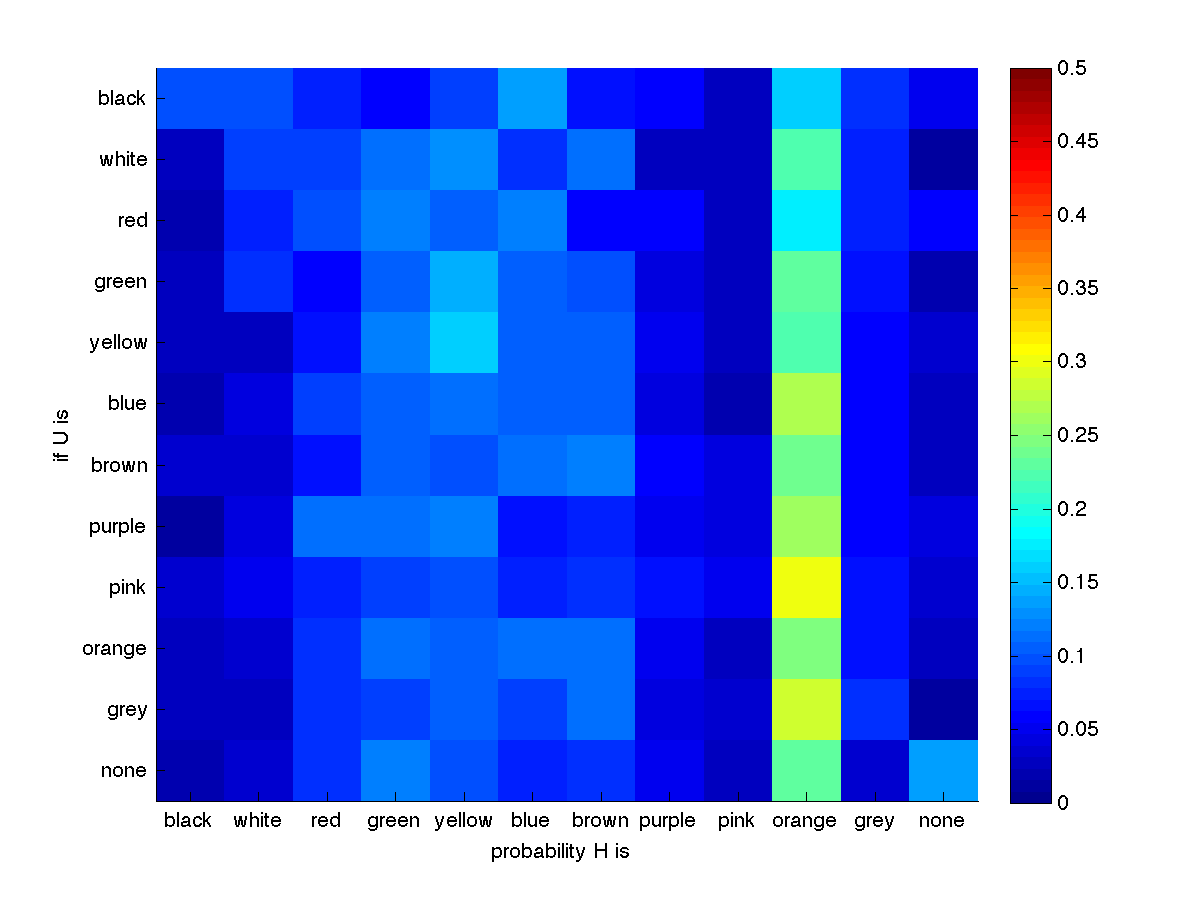 black
white
red
green
yellow
blue
brown
purple
pink
orange
grey
none
if U is
black white red green yellow blue brown purple pink orange grey none
probability H is
0.5
0.45
0.4
0.35
0.3
0.25
0.2
0.15
0.1
0.05
0